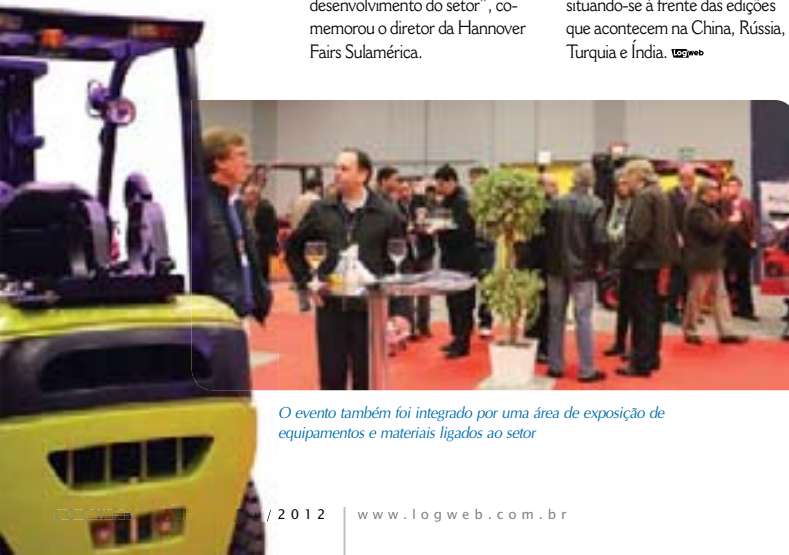 desenvolvimento do setor”, co-
memorou o diretor da Hannover
Fairs Sulamérica.
situando-se à frente das edições
que acontecem na China, Rússia,
Turquia e Índia. Logweb
O evento também foi integrado por uma área de exposição de
equipamentos e materiais ligados ao setor
/ 2012 | www.logweb.com.br